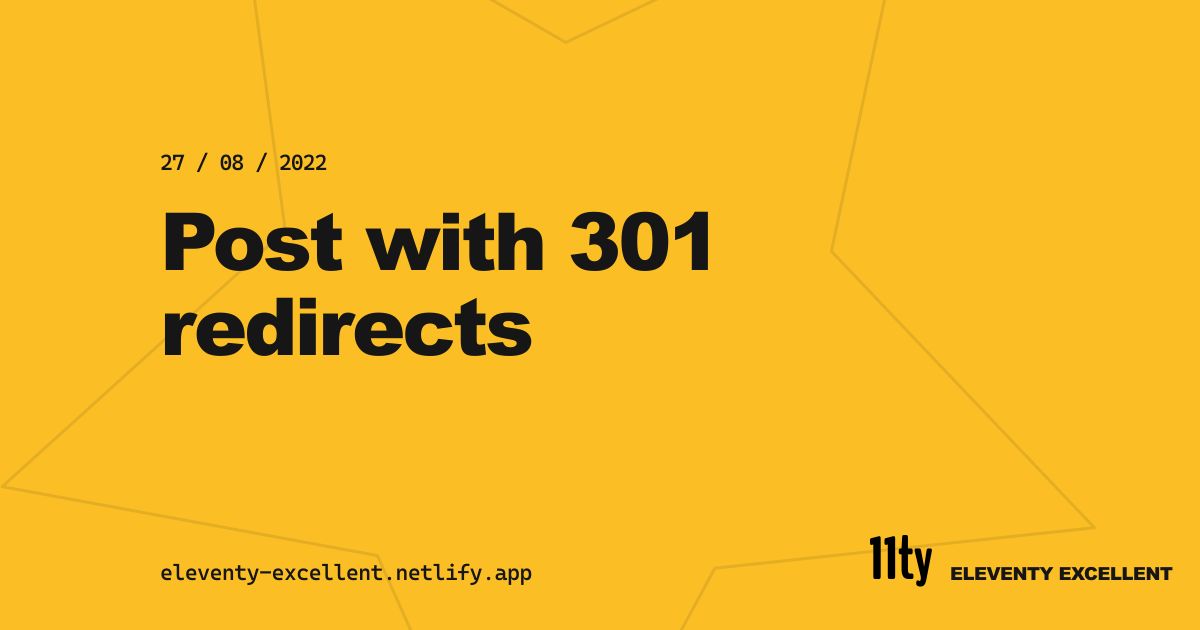 27 / 08 / 2022
Post with 301
redirects
eleventy-excellent.netlify.app
11ty
ELEVENTY EXCELLENT